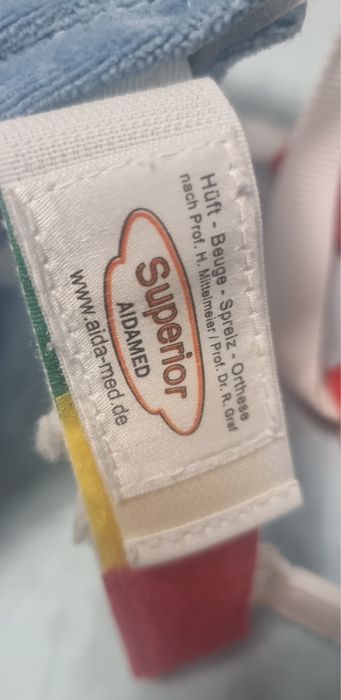 Hüft - Beuge - Spreiz - Orthese
nach Prof. H. Mittelmeier / Prof. Dr. R. Graf
Superior
AIDAMED
www.aida-med.de